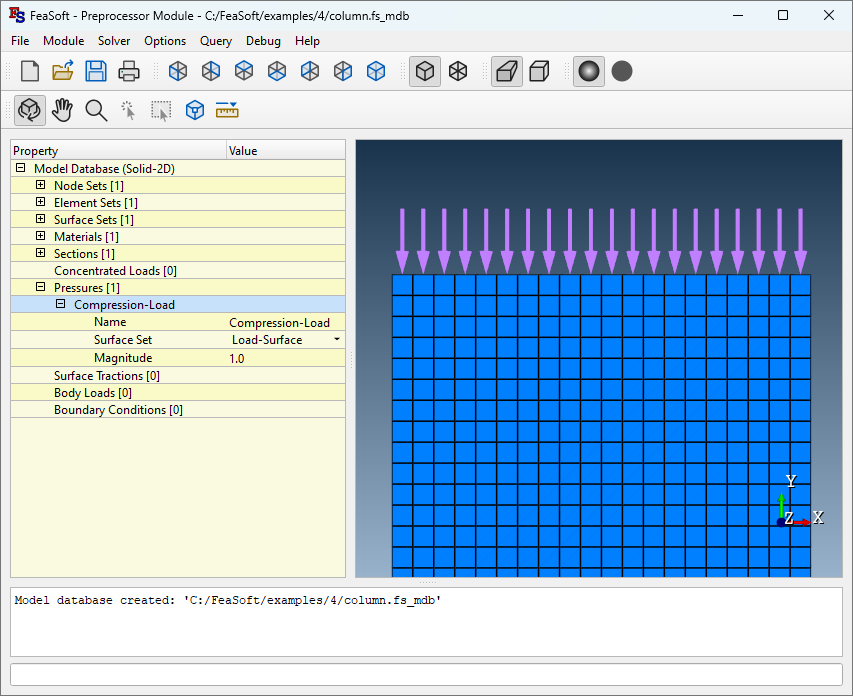 FeaSoft - Preprocessor Module - C:/FeaSoft/examples/4/column.fs_mdb
File Module Solver Options Query Debug Help
Property Value
Model Database (Solid-2D)
Node Sets [1]
Element Sets [1]
Surface Sets [1]
Materials [1]
Sections [1]
Concentrated Loads [0]
Pressures [1]
Compression-Load
Name Compression-Load
Surface Set Load-Surface
Magnitude 1.0
Surface Tractions [0]
Body Loads [0]
Boundary Conditions [0]
Y
Z X
Model database created: 'C:/FeaSoft/examples/4/column.fs_mdb'